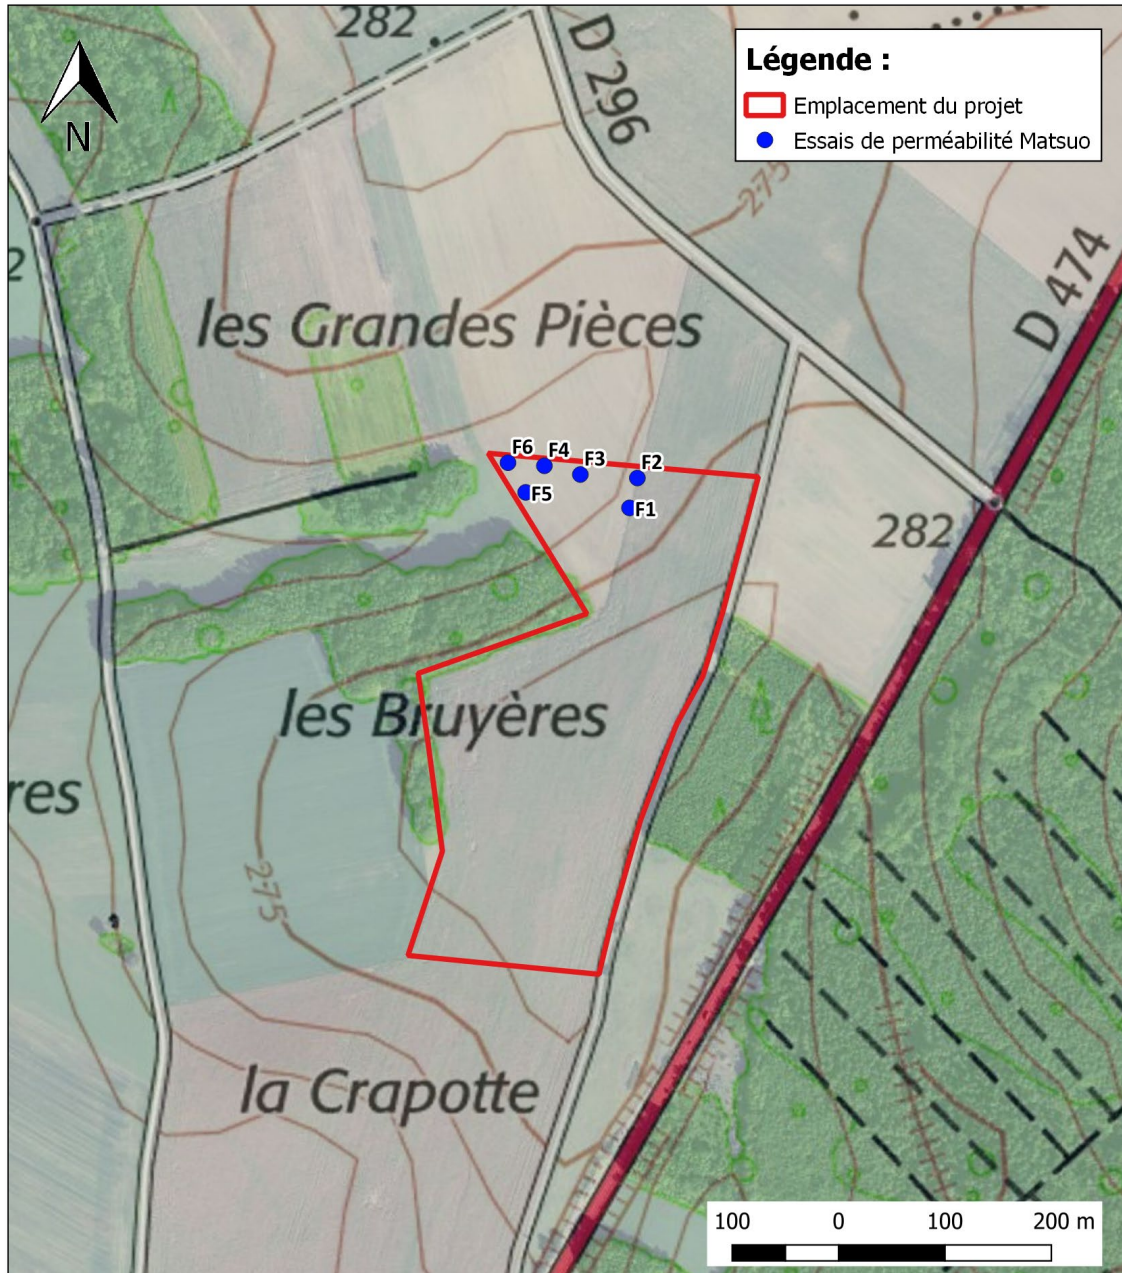 282
D 296
Légende :
Emplacement du projet
Essais de perméabilité Matsuo
N
275
2
D 474
les Grandes Pièces
F6
F4
F3
F2
F5
F1
282
les Bruyères
res
275
la Crapotte
100 0 100 200 m